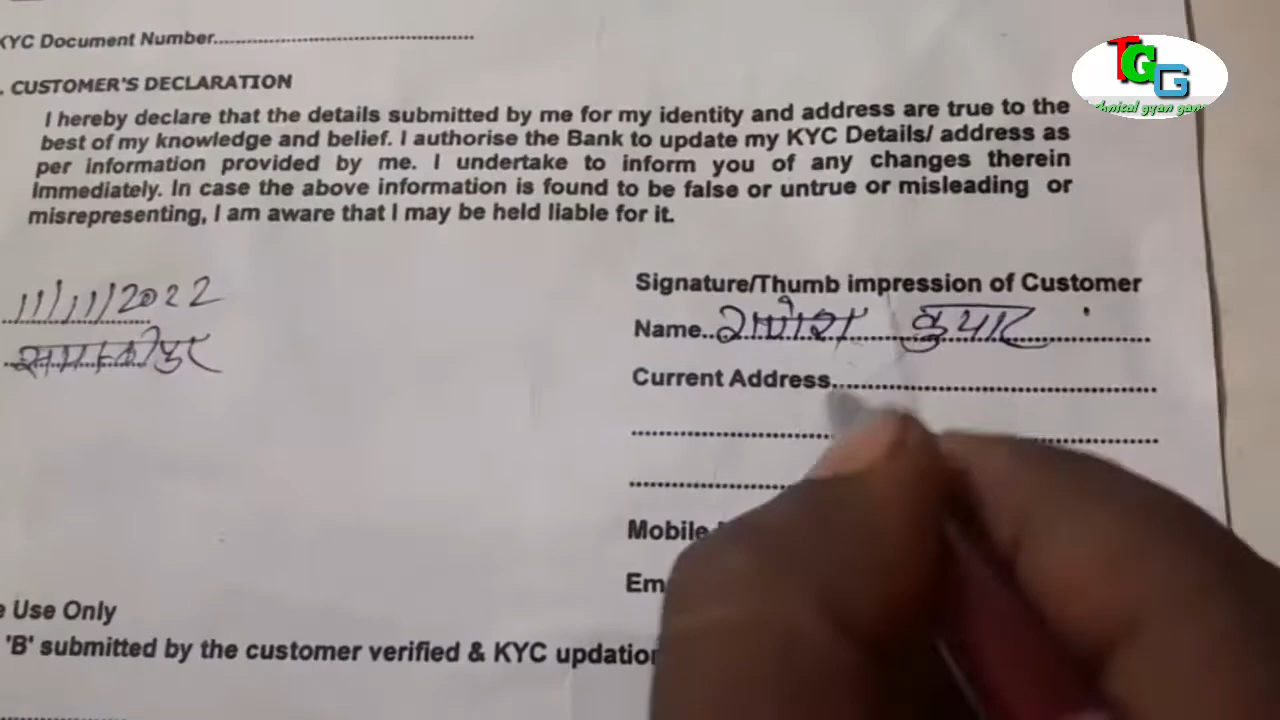 KYC Document Number
CUSTOMER'S DECLARATION
I hereby declare that the details submitted by me for my identity and address are true to the
best of my knowledge and belief. I authorise the Bank to update my KYC Details/ address as
per information provided by me. I undertake to inform you of any changes therein
immediately. In case the above information is found to be false or untrue or misleading or
misrepresenting, I am aware that I may be held liable for it.
11/11/2022
समस्तीपुर
Signature/Thumb impression of Customer
Name.. कुमार
Current Address
Mobile
Use Only
'B' submitted by the customer verified & KYC updation
TGG